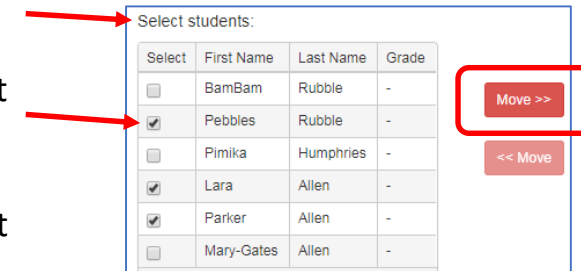 Select students:
Select First Name Last Name Grade
BamBam Rubble -
t
Move >>
Pebbles Rubble -
Pimika Humphries -
<< Move
Lara Allen -
Parker Allen -
t
Mary-Gates Allen -